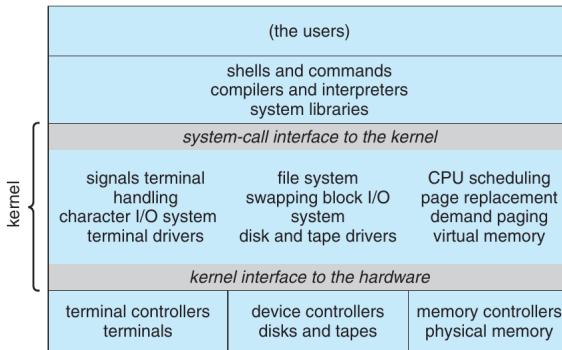 (the users)
shells and commands
compilers and interpreters
system libraries
system-call interface to the kernel
kernel
signals terminal
handling
character I/O system
terminal drivers
file system
swapping block I/O
system
disk and tape drivers
CPU scheduling
page replacement
demand paging
virtual memory
kernel interface to the hardware
terminal controllers
terminals
device controllers
disks and tapes
memory controllers
physical memory